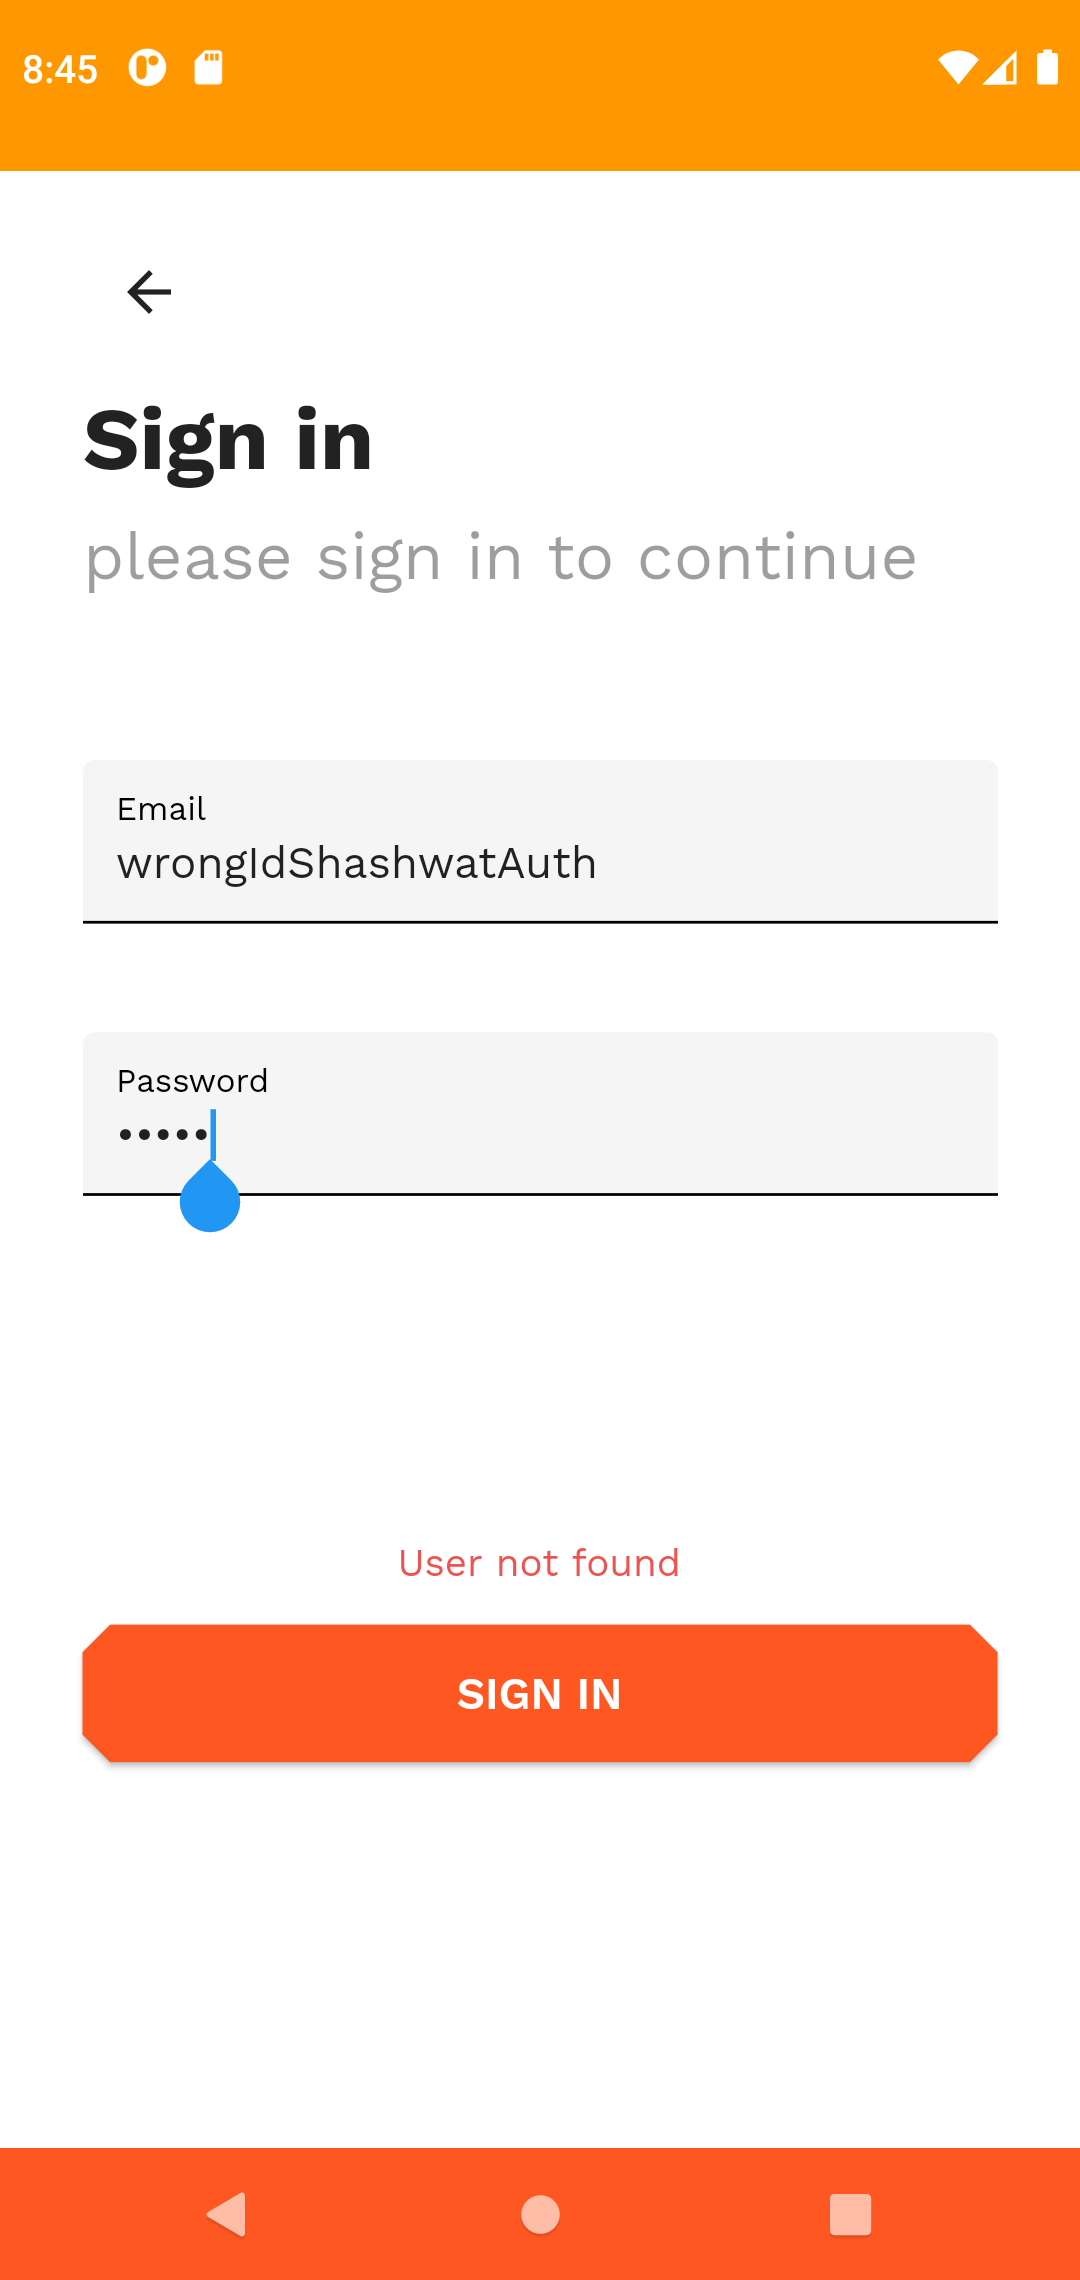 8:45
Sign in
please sign in to continue
Email
wrongIdShashwatAuth
Password
•••••
User not found
SIGN IN